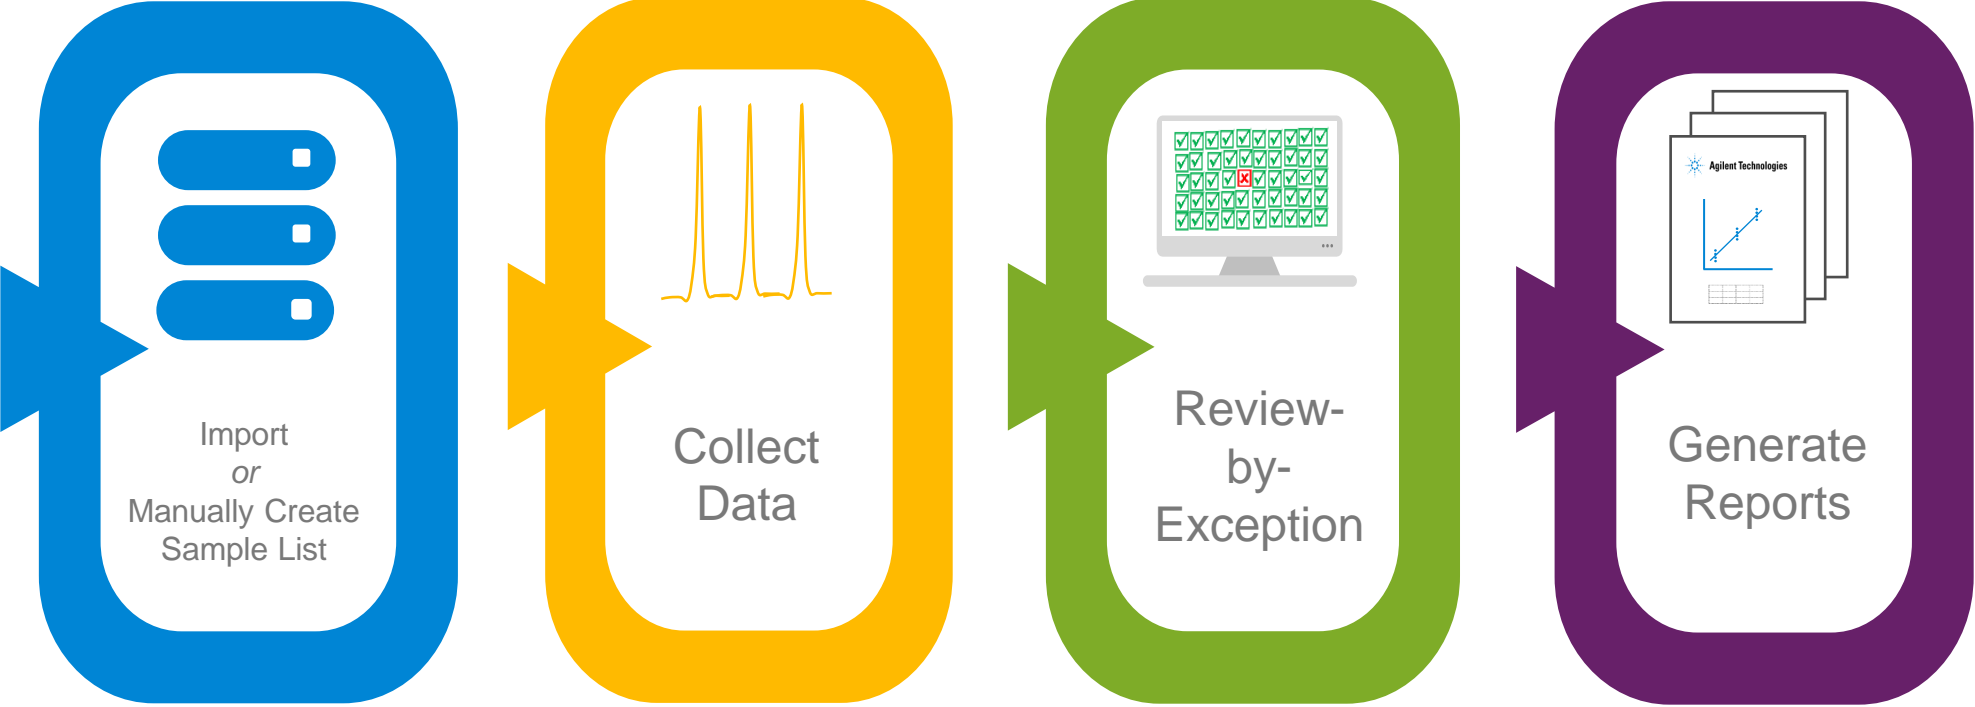 Import
or
Manually Create
Sample List
Collect
Data
Review-
by-
Exception
Agilent Technologies
Generate
Reports